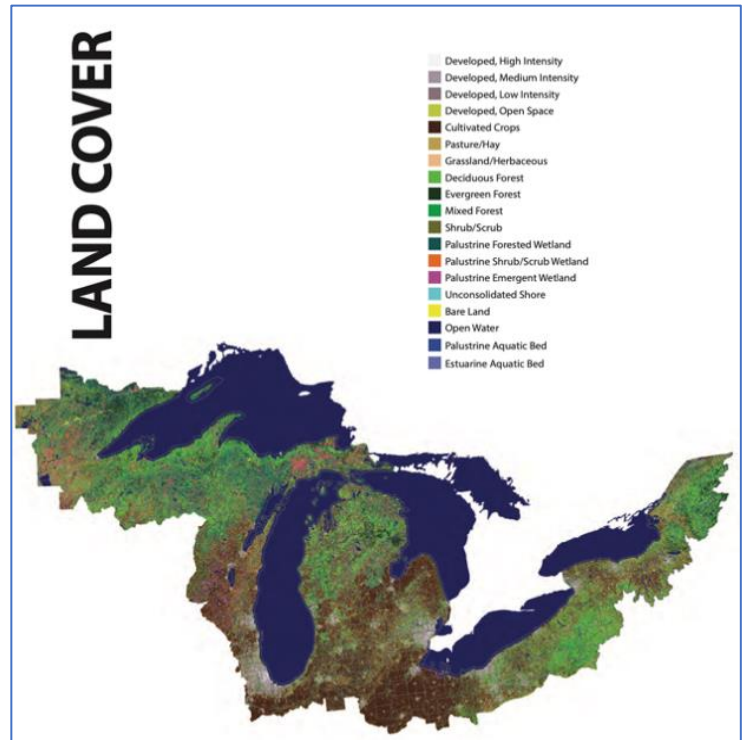 LAND COVER
Developed, High Intensity
Developed, Medium Intensity
Developed, Low Intensity
Developed, Open Space
Cultivated Crops
Pasture/Hay
Grassland/Herbaceous
Deciduous Forest
Evergreen Forest
Mixed Forest
Shrub/Scrub
Palustrine Forested Wetland
Palustrine Shrub/Scrub Wetland
Palustrine Emergent Wetland
Unconsolidated Shore
Bare Land
Open Water
Palustrine Aquatic Bed
Estuarine Aquatic Bed